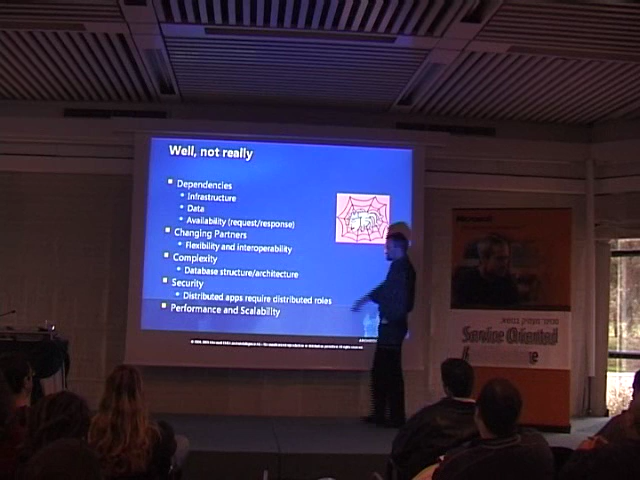 Well, not really
Dependencies
Infrastructure
Data
Availability (request/response)
Changing Partners
Flexibility and interoperability
Complexity
Database structure/architecture
Security
Distributed apps require distributed roles
Performance and Scalability
Microsoft
Service Oriented